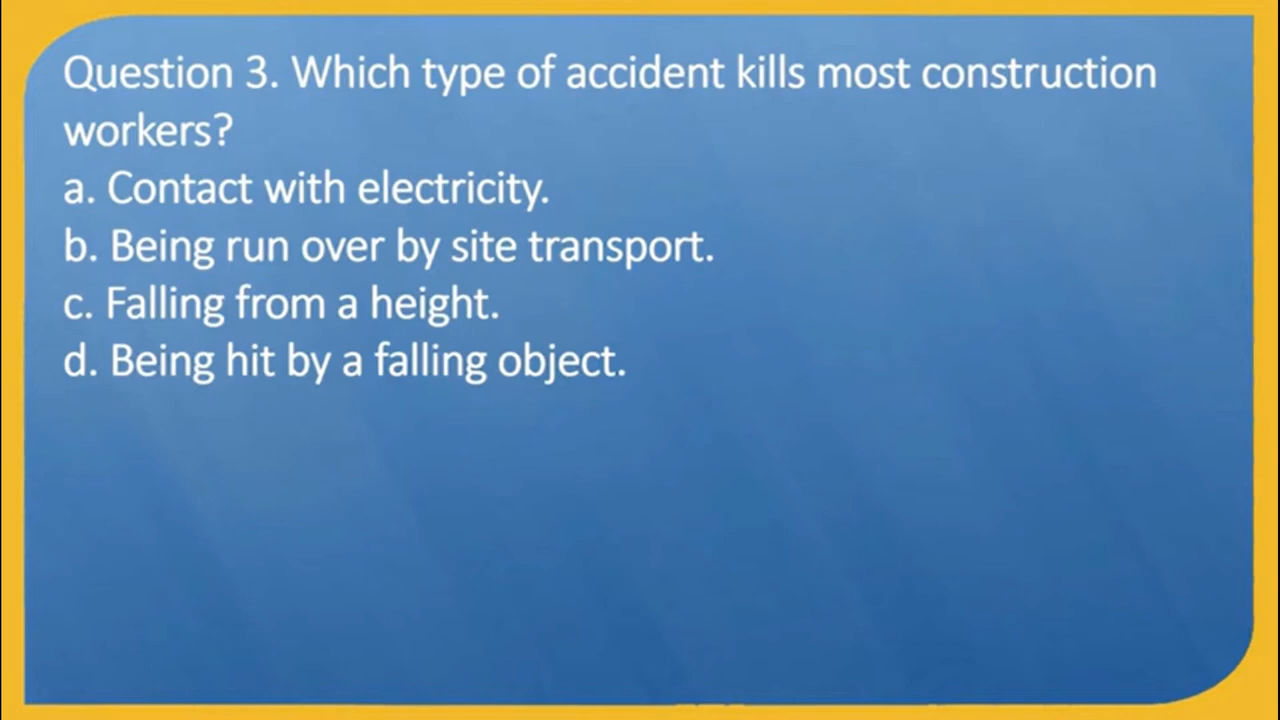 Question 3. Which type of accident kills most construction
workers?
a. Contact with electricity.
b. Being run over by site transport.
c. Falling from a height.
d. Being hit by a falling object.